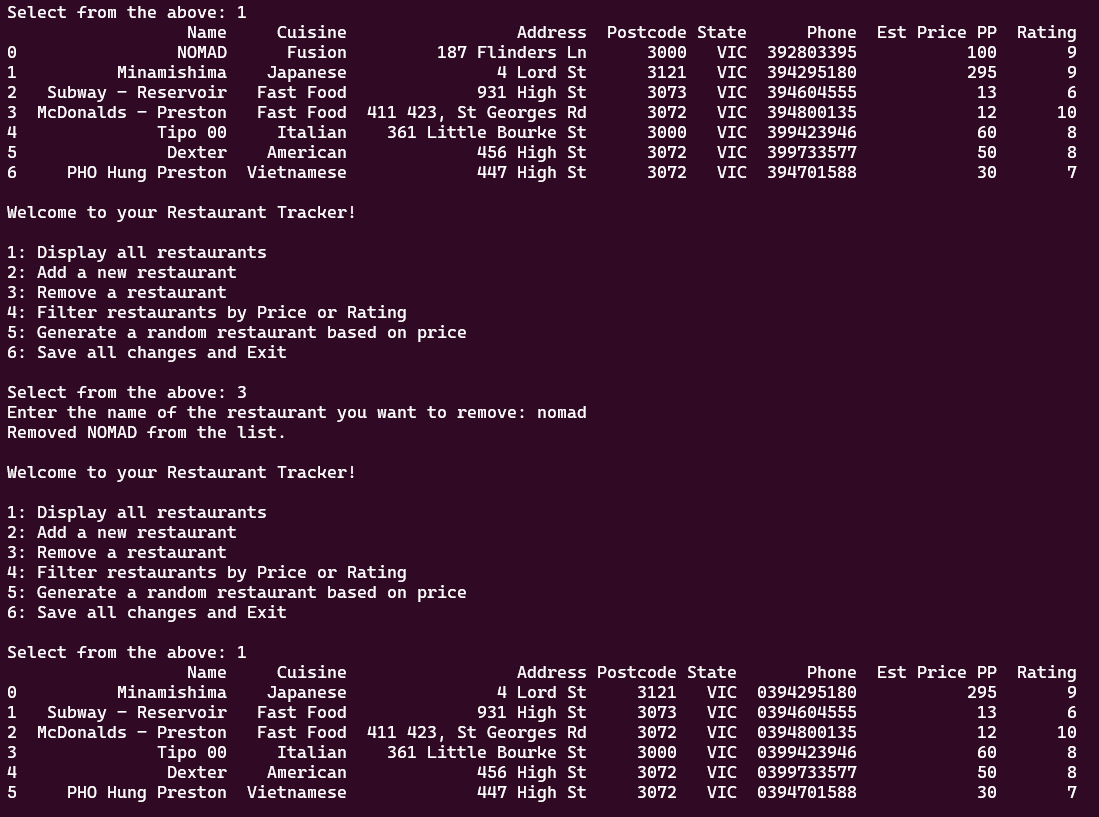 Select from the above: 1
                  Name     Cuisine                 Address  Postcode State      Phone  Est Price PP  Rating
0                NOMAD      Fusion         187 Flinders Ln      3000   VIC  392803395           100       9
1          Minamishima    Japanese               4 Lord St      3121   VIC  394295180           295       9
2   Subway - Reservoir   Fast Food             931 High St      3073   VIC  394604555            13       6
3  McDonalds - Preston   Fast Food  411 423, St Georges Rd      3072   VIC  394800135            12      10
4              Tipo 00     Italian    361 Little Bourke St      3000   VIC  399423946            60       8
5               Dexter    American             456 High St      3072   VIC  399733577            50       8
6     PHO Hung Preston  Vietnamese             447 High St      3072   VIC  394701588            30       7

Welcome to your Restaurant Tracker!

1: Display all restaurants
2: Add a new restaurant
3: Remove a restaurant
4: Filter restaurants by Price or Rating
5: Generate a random restaurant based on price
6: Save all changes and Exit

Select from the above: 3
Enter the name of the restaurant you want to remove: nomad
Removed NOMAD from the list.

Welcome to your Restaurant Tracker!

1: Display all restaurants
2: Add a new restaurant
3: Remove a restaurant
4: Filter restaurants by Price or Rating
5: Generate a random restaurant based on price
6: Save all changes and Exit

Select from the above: 1
                  Name     Cuisine                 Address Postcode State       Phone  Est Price PP  Rating
0          Minamishima    Japanese               4 Lord St     3121   VIC  0394295180           295       9
1   Subway - Reservoir   Fast Food             931 High St     3073   VIC  0394604555            13       6
2  McDonalds - Preston   Fast Food  411 423, St Georges Rd     3072   VIC  0394800135            12      10
3              Tipo 00     Italian    361 Little Bourke St     3000   VIC  0399423946            60       8
4               Dexter    American             456 High St     3072   VIC  0399733577            50       8
5     PHO Hung Preston  Vietnamese             447 High St     3072   VIC  0394701588            30       7